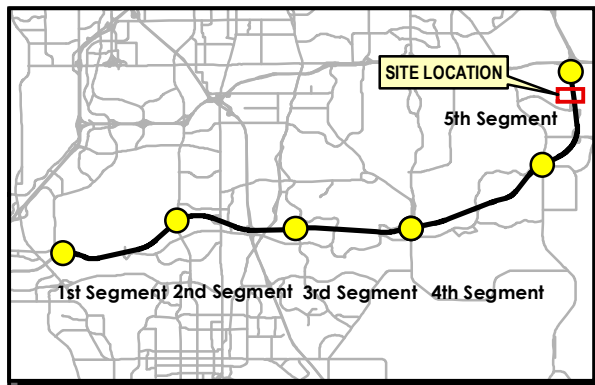 SITE LOCATION
5th Segment
1st Segment 2nd Segment 3rd Segment 4th Segment